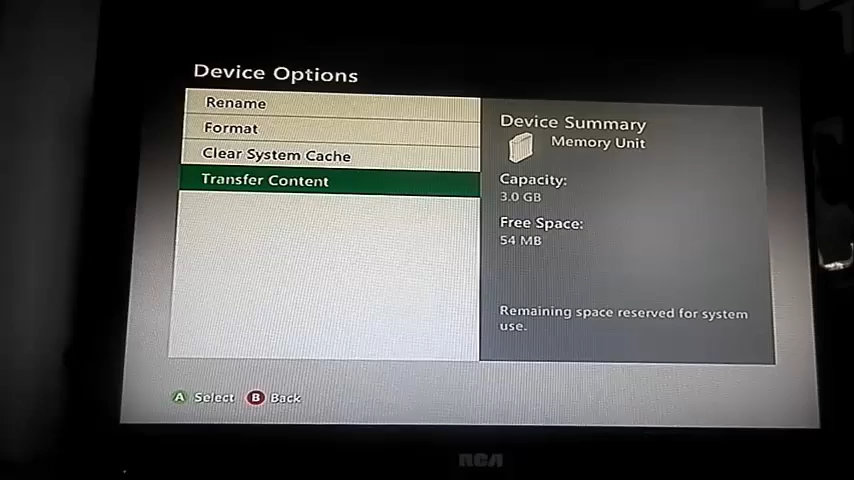 Device Options
Rename
Format
Clear System Cache
Transfer Content
Device Summary
Memory Unit
Capacity:
3.0 GB
Free Space:
54 MB
Remaining space reserved for system
use.
A Select B Back
RCA